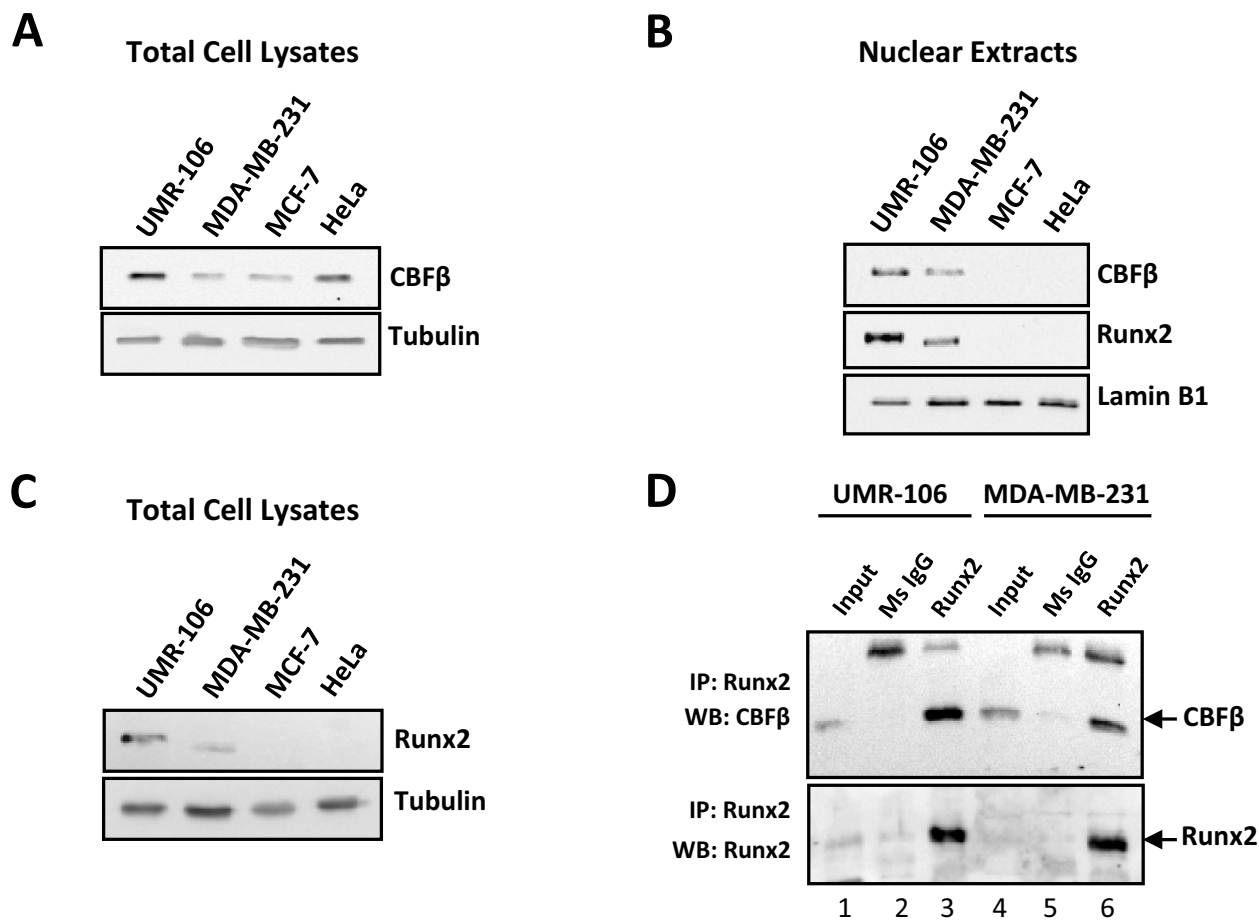 A
Total Cell Lysates
UMR-106
MDA-MB-231
MCF-7
HeLa
CBFβ
Tubulin
B
Nuclear Extracts
UMR-106
MDA-MB-231
MCF-7
HeLa
CBFβ
Runx2
Lamin B1
C
Total Cell Lysates
UMR-106
MDA-MB-231
MCF-7
HeLa
Runx2
Tubulin
D
UMR-106 MDA-MB-231
Input Ms IgG Runx2 Input Ms IgG Runx2
IP: Runx2
WB: CBFβ
CBFβ
IP: Runx2
WB: Runx2
Runx2
1 2 3 4 5 6